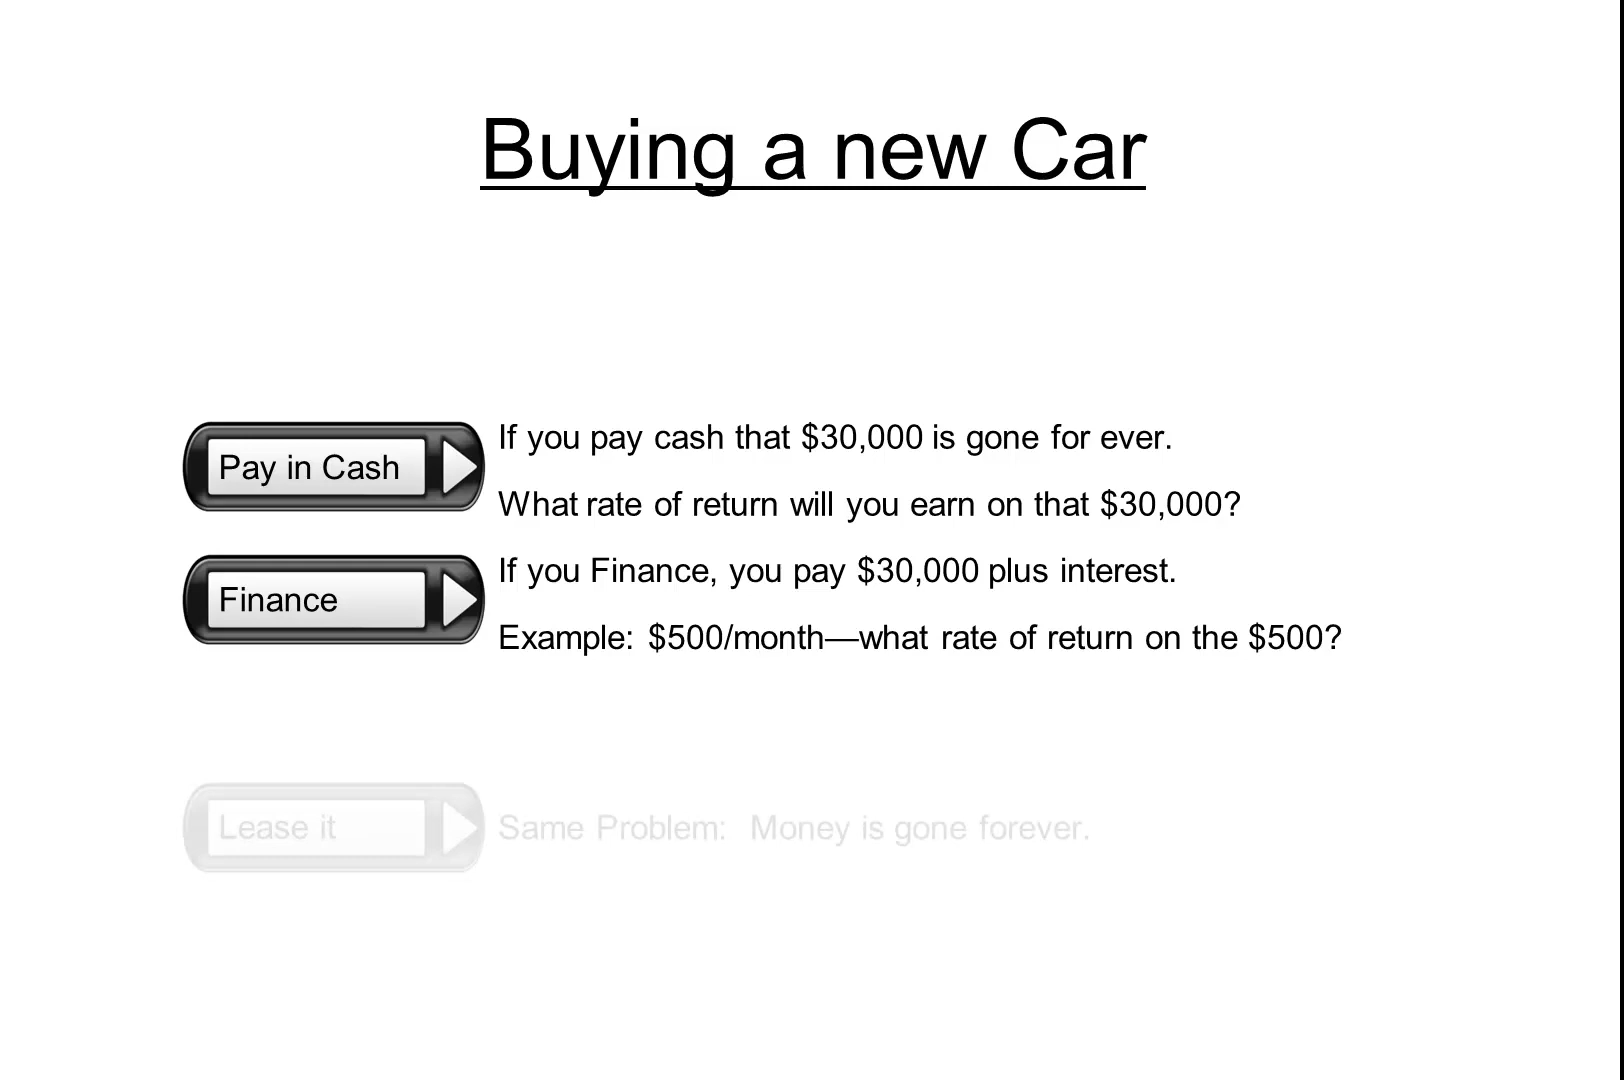 Buying a new Car
Pay in Cash
If you pay cash that $30,000 is gone for ever.
What rate of return will you earn on that $30,000?
Finance
If you Finance, you pay $30,000 plus interest.
Example: $500/month—what rate of return on the $500?
Lease it
Same Problem: Money is gone forever.